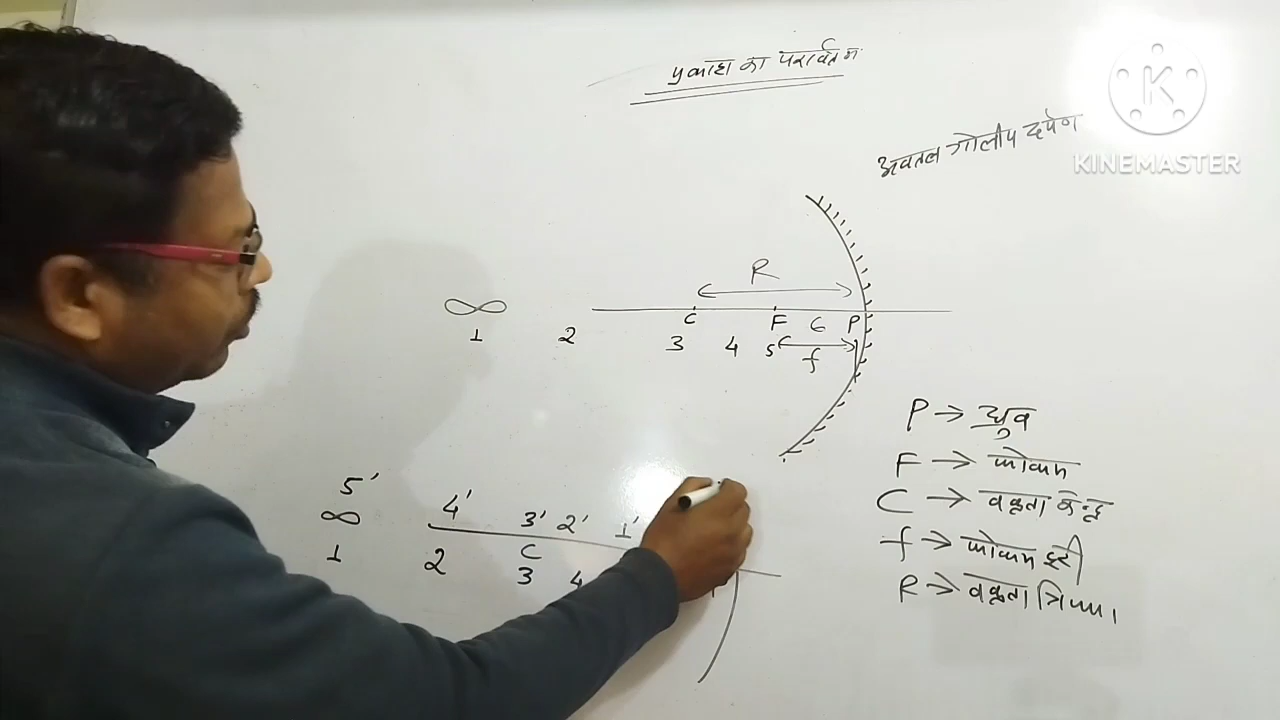 प्रकाश का परावर्तन
K
KINEMASTER
अवतल गोलीय दर्पण
R
∞ C F 6 P
1 2 3 4 5 f
P → ध्रुव
F → फोकस
C → वक्रता केन्द्र
f → फोकस दूरी
R → वक्रता त्रिज्या
5' 4' 3' 2' 1'
∞ C
1 2 3 4